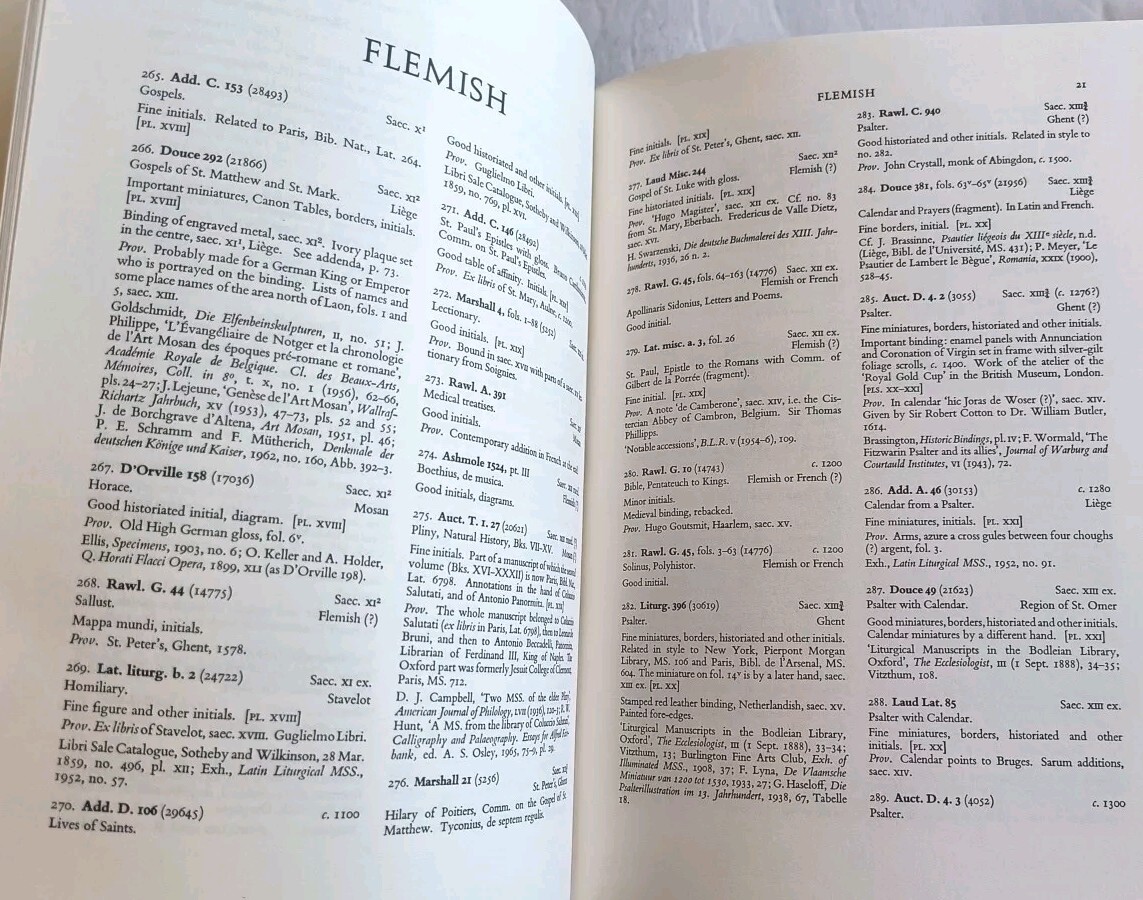 FLEMISH
265. Add. C. 153 (28493)
Gospels.
Saec. X¹
Fine initials. Related to Paris, Bib. Nat., Lat. 264.
[PL. XVIII]
266. Douce 292 (21866)
Saec. XI²
Gospels of St. Matthew and St. Mark.
Liège
Important miniatures, Canon Tables, borders, initials.
[PL. XVIII]
Binding of engraved metal, saec. XI². Ivory plaque set
in the centre, saec. XI¹, Liège. See addenda, p. 73.
Prov. Probably made for a German King or Emperor
who is portrayed on the binding. Lists of names and
some place names of the area north of Laon, fols. 1 and
5, saec. XIII.
Goldschmidt, Die Elfenbeinskulpturen, II, no. 51; J.
Philippe, 'L'Évangéliaire de Notger et la chronologie
de l'Art Mosan des époques pré-romane et romane',
Académie Royale de Belgique. Cl. des Beaux-Arts,
Mémoires, Coll. in 8⁰, t. X, no. 1 (1956), 62–66,
pls. 24–27; J. Lejeune, 'Genèse de l'Art Mosan', Wallraf-
Richartz Jahrbuch, XV (1953), 47–73, pls. 52 and 55;
J. de Borchgrave d'Altena, Art Mosan, 1951, pl. 46;
P. E. Schramm and F. Mütherich, Denkmale der
deutschen Könige und Kaiser, 1962, no. 160, Abb. 392–3.
267. D'Orville 158 (17036)
Saec. XI²
Horace.
Mosan
Good historiated initial, diagram. [PL. XVIII]
Prov. Old High German gloss, fol. 6ᵛ.
Ellis, Specimens, 1903, no. 6; O. Keller and A. Holder,
Q. Horati Flacci Opera, 1899, XLI (as D'Orville 198).
268. Rawl. G. 44 (14775)
Saec. XI²
Sallust.
Flemish (?)
Mappa mundi, initials.
Prov. St. Peter's, Ghent, 1578.
269. Lat. liturg. b. 2 (24722)
Saec. XI ex.
Homiliary.
Stavelot
Fine figure and other initials. [PL. XVIII]
Prov. Ex libris of Stavelot, saec. XVIII. Guglielmo Libri.
Libri Sale Catalogue, Sotheby and Wilkinson, 28 Mar.
1859, no. 496, pl. XII; Exh., Latin Liturgical MSS.,
1952, no. 57.
270. Add. D. 106 (29645)
c. 1100
Lives of Saints.
Good historiated and other initials.
Prov. Guglielmo Libri.
Libri Sale Catalogue, Sotheby and Wilkinson,
1859, no. 769, pl. XVI.
271. Add. C. 146 (28492)
St. Paul's Epistles with gloss.
Comm. on St. Paul's Epistles.
Good table of affinity. Initials. [PL. XIX]
Prov. Ex libris of St. Mary, c. 1200.
272. Marshall 4, fols. 1–88 (5252)
Lectionary.
Good initials. [PL. XIX]
Prov. Bound in saec. XVII with parts of a
tionary from Soignies.
273. Rawl. A. 391
Medical treatises.
Good initials.
Prov. Contemporary addition in French at the end.
274. Ashmole 1524, pt. III
Boethius, de musica.
Good initials, diagrams.
275. Auct. T. 1. 27 (20621)
Pliny, Natural History, Bks. VII–XV.
Fine initials. Part of a manuscript of which the second
volume (Bks. XVI–XXXII) is now Paris, Bibl. Nat.,
Lat. 6798. Annotations in the hand of Coluccio
Salutati, and of Antonio Panormita. [PL. XIX]
Prov. The whole manuscript belonged to Coluccio
Salutati (ex libris in Paris, Lat. 6798), then to Leonardo
Bruni, and then to Antonio Beccadelli, Panormita,
Librarian of Ferdinand III, King of Naples. The
Oxford part was formerly Jesuit College of Clermont,
Paris, MS. 712.
D. J. Campbell, 'Two MSS. of the elder Pliny',
American Journal of Philology, LVII (1936), 120–3; R. W.
Hunt, 'A MS. from the library of Coluccio Salutati',
Calligraphy and Palaeography. Essays for Alfred Fair-
bank, ed. A. S. Osley, 1965, 75–9, pl. 29.
276. Marshall 21 (5256)
St. Peter's, Ghent
Hilary of Poitiers, Comm. on the Gospel of St.
Matthew. Tyconius, de septem regulis.
FLEMISH
21
Fine initials. [PL. XIX]
Prov. Ex libris of St. Peter's, Ghent, saec. XII.
277. Laud Misc. 244
Saec. XII²
Gospel of St. Luke with gloss.
Flemish (?)
Fine historiated initials. [PL. XIX]
Prov. 'Hugo Magister', saec. XII ex. Cf. no. 83
from St. Mary, Eberbach. Fredericus de Valle Dietz,
saec. XVI.
H. Swarzenski, Die deutsche Buchmalerei des XIII. Jahr-
hunderts, 1936, 26 n. 2.
278. Rawl. G. 45, fols. 64–163 (14776)
Saec. XII ex.
Flemish or French
Apollinaris Sidonius, Letters and Poems.
Good initial.
279. Lat. misc. a. 3, fol. 26
Saec. XII ex.
Flemish (?)
St. Paul, Epistle to the Romans with Comm. of
Gilbert de la Porrée (fragment).
Fine initial. [PL. XIX]
Prov. A note 'de Camberone', saec. XIV, i.e. the Cis-
tercian Abbey of Cambron, Belgium. Sir Thomas
Phillipps.
'Notable accessions', B.L.R. V (1954–6), 109.
280. Rawl. G. 10 (14743)
c. 1200
Bible, Pentateuch to Kings.
Flemish or French (?)
Minor initials.
Medieval binding, rebacked.
Prov. Hugo Goutsmit, Haarlem, saec. XV.
281. Rawl. G. 45, fols. 3–63 (14776)
c. 1200
Solinus, Polyhistor.
Flemish or French
Good initial.
282. Liturg. 396 (30619)
Saec. XIII¾
Psalter.
Ghent
Fine miniatures, borders, historiated and other initials.
Related in style to New York, Pierpont Morgan
Library, MS. 106 and Paris, Bibl. de l'Arsenal, MS.
604. The miniature on fol. 14ᵛ is by a later hand, saec.
XIII ex. [PL. XX]
Stamped red leather binding, Netherlandish, saec. XV.
Painted fore-edges.
'Liturgical Manuscripts in the Bodleian Library,
Oxford', The Ecclesiologist, III (1 Sept. 1888), 33–34;
Vitzthum, 13; Burlington Fine Arts Club, Exh. of
Illuminated MSS., 1908, 37; F. Lyna, De Vlaamsche
Miniatuur van 1200 tot 1530, 1933, 27; G. Haseloff, Die
Psalterillustration im 13. Jahrhundert, 1938, 67, Tabelle
18.
283. Rawl. C. 940
Saec. XIII¾
Psalter.
Ghent (?)
Good historiated and other initials. Related in style to
no. 282.
Prov. John Crystall, monk of Abingdon, c. 1500.
284. Douce 381, fols. 63ᵛ–65ᵛ (21956)
Saec. XIII¾
Liège
Calendar and Prayers (fragment). In Latin and French.
Fine borders, initial. [PL. XX]
Cf. J. Brassinne, Psautier liégeois du XIIIᵉ siècle, n.d.
(Liège, Bibl. de l'Université, MS. 431); P. Meyer, 'Le
Psautier de Lambert le Bègue', Romania, XXIX (1900),
528–45.
285. Auct. D. 4. 2 (3055)
Saec. XIII¾ (c. 1276?)
Psalter.
Ghent (?)
Fine miniatures, borders, historiated and other initials.
Important binding: enamel panels with Annunciation
and Coronation of Virgin set in frame with silver-gilt
foliage scrolls, c. 1400. Work of the atelier of the
'Royal Gold Cup' in the British Museum, London.
[PLS. XX–XXI]
Prov. In calendar 'hic Joras de Woser (?)', saec. XIV.
Given by Sir Robert Cotton to Dr. William Butler,
1614.
Brassington, Historic Bindings, pl. IV; F. Wormald, 'The
Fitzwarin Psalter and its allies', Journal of Warburg and
Courtauld Institutes, VI (1943), 72.
286. Add. A. 46 (30153)
c. 1280
Calendar from a Psalter.
Liège
Fine miniatures, initials. [PL. XXI]
Prov. Arms, azure a cross gules between four choughs
(?) argent, fol. 3.
Exh., Latin Liturgical MSS., 1952, no. 91.
287. Douce 49 (21623)
Saec. XIII ex.
Psalter with Calendar.
Region of St. Omer
Good miniatures, borders, historiated and other initials.
Calendar miniatures by a different hand. [PL. XXI]
'Liturgical Manuscripts in the Bodleian Library,
Oxford', The Ecclesiologist, III (1 Sept. 1888), 34–35;
Vitzthum, 108.
288. Laud Lat. 85
Saec. XIII ex.
Psalter with Calendar.
Fine miniatures, borders, historiated and other
initials. [PL. XX]
Prov. Calendar points to Bruges. Sarum additions,
saec. XIV.
289. Auct. D. 4. 3 (4052)
c. 1300
Psalter.